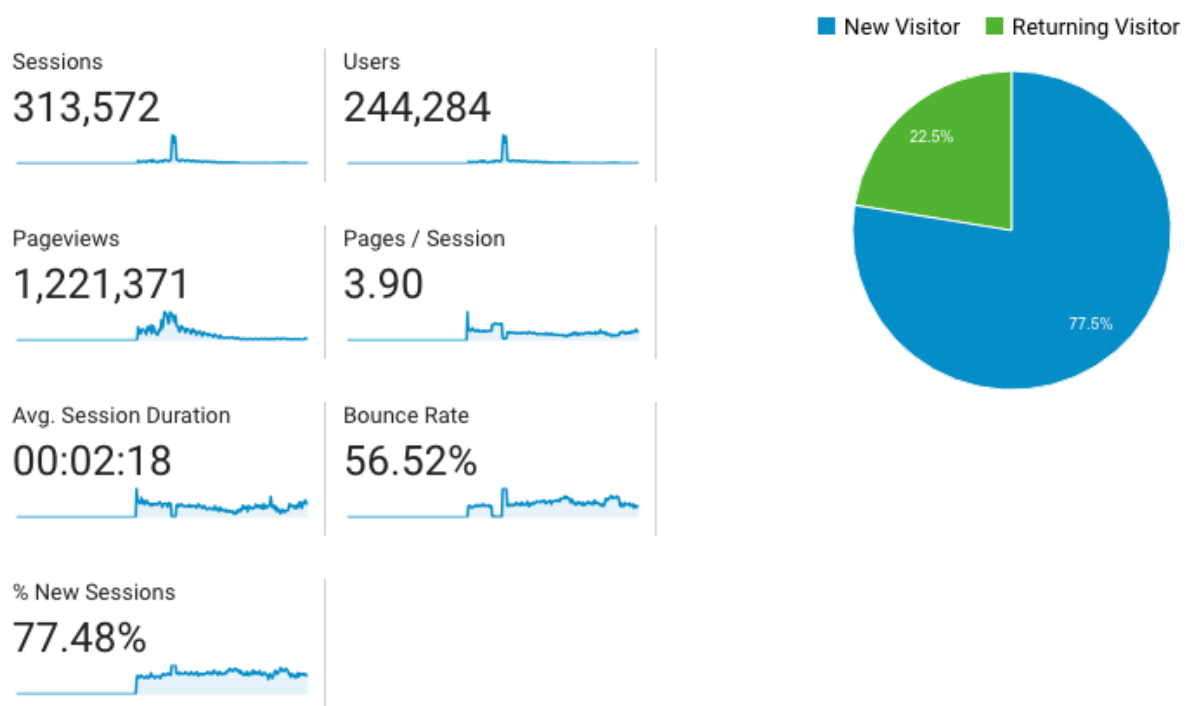 New Visitor
Returning Visitor
Sessions
313,572
Users
244,284
22.5%
77.5%
Pageviews
1,221,371
Pages / Session
3.90
Avg. Session Duration
00:02:18
Bounce Rate
56.52%
% New Sessions
77.48%